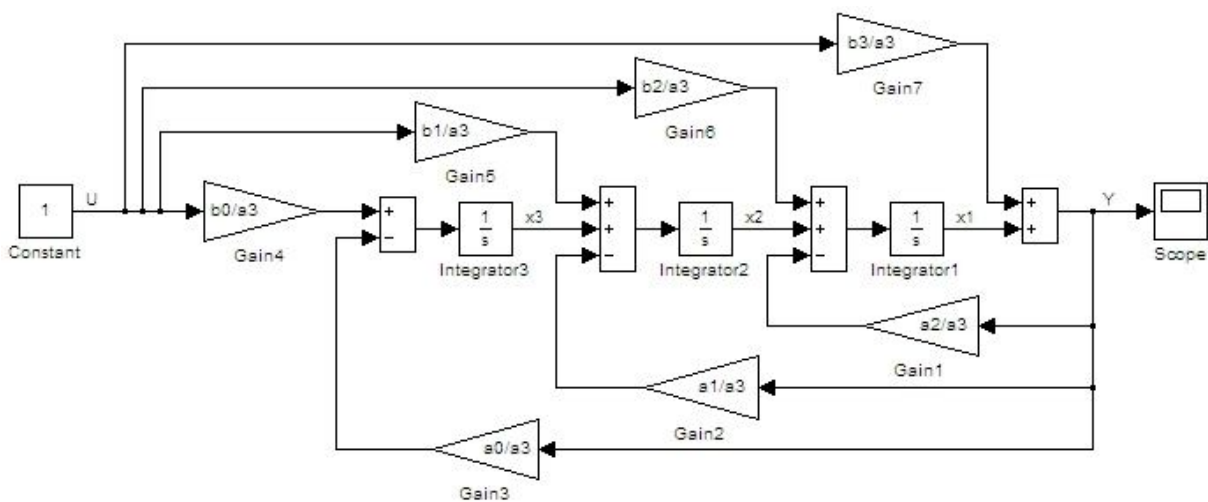 b3/a3
Gain7
b2/a3
Gain6
b1/a3
Gain5
1
Constant
U
b0/a3
Gain4
+
−
1
s
Integrator3
x3
+
+
−
1
s
Integrator2
x2
+
+
−
1
s
Integrator1
x1
+
+
Y
Scope
a2/a3
Gain1
a1/a3
Gain2
a0/a3
Gain3